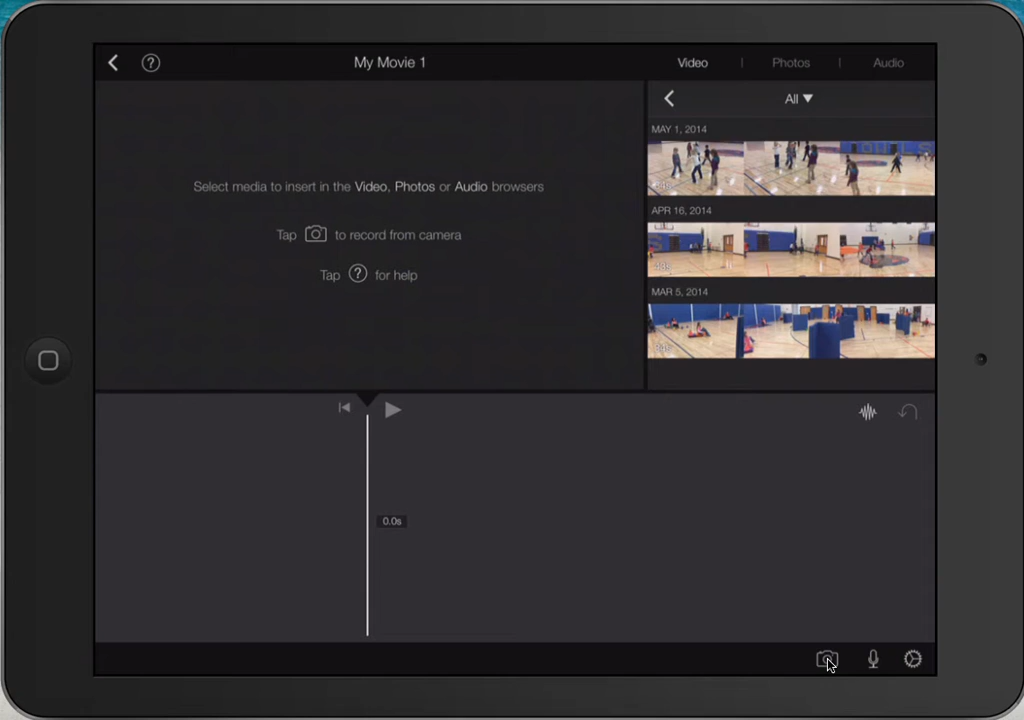 My Movie 1
Video | Photos | Audio
All ▼
Select media to insert in the Video, Photos or Audio browsers
Tap to record from camera
Tap ? for help
MAY 1, 2014
APR 16, 2014
MAR 5, 2014
0.0s